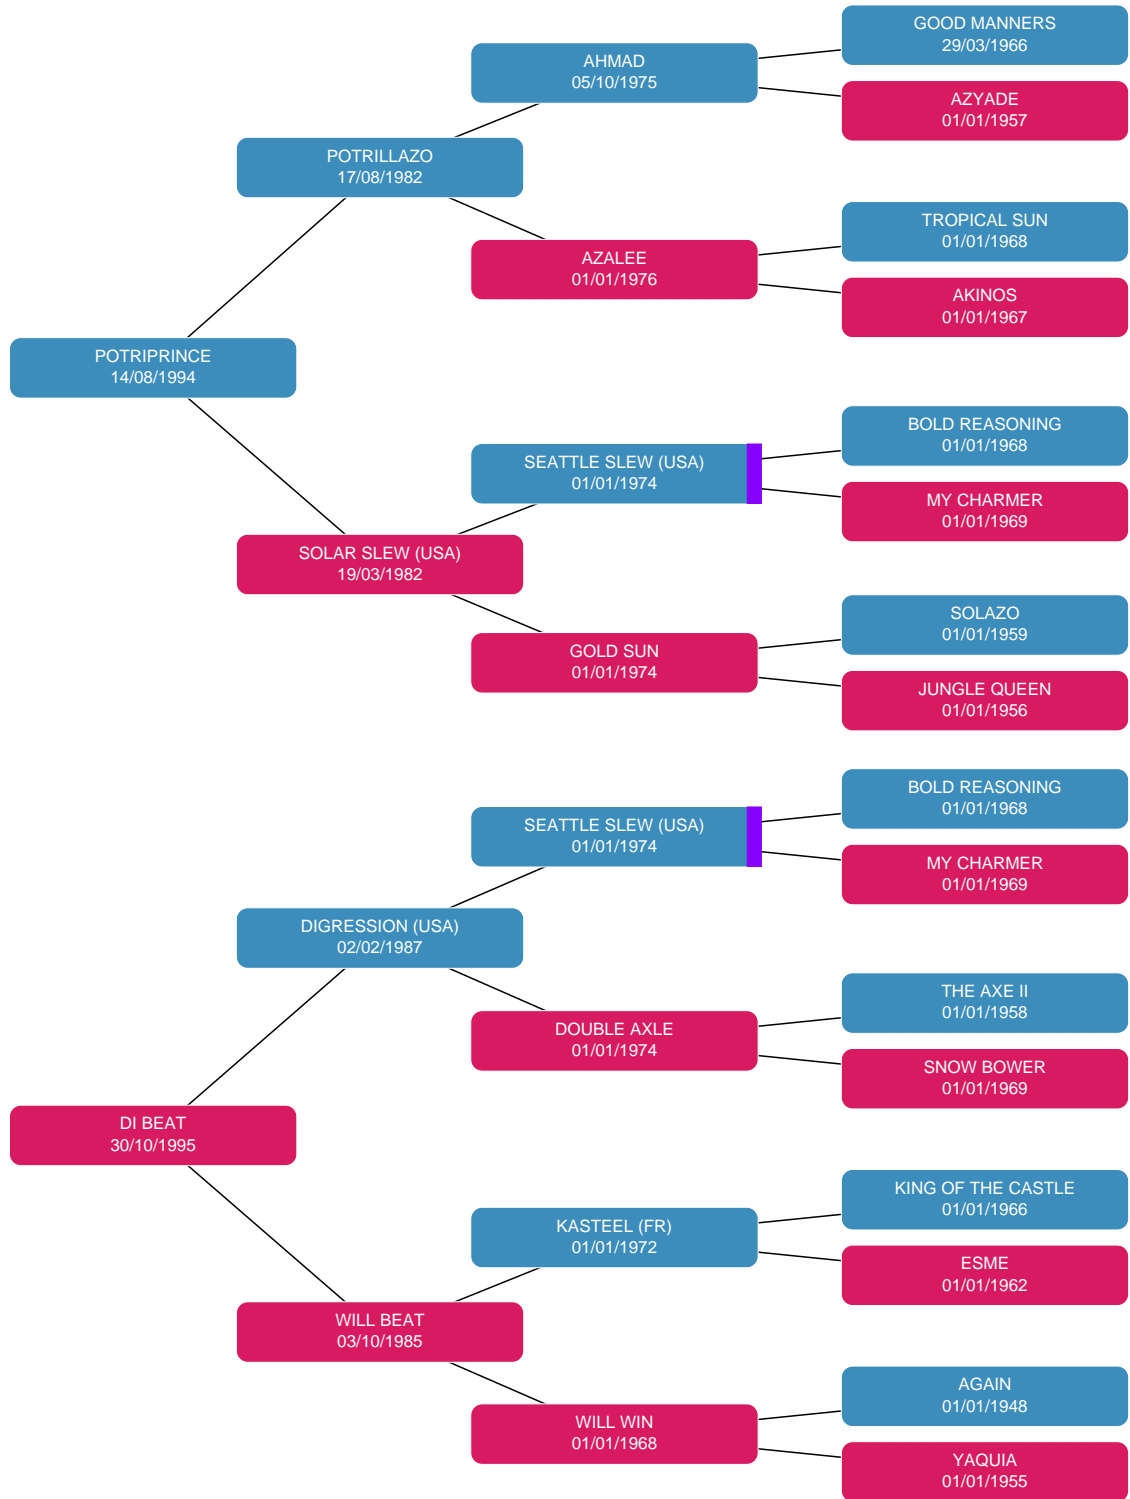 GOOD MANNERS
29/03/1966
AHMAD
05/10/1975
AZYADE
01/01/1957
POTRILLAZO
17/08/1982
TROPICAL SUN
01/01/1968
AZALEE
01/01/1976
AKINOS
01/01/1967
POTRIPRINCE
14/08/1994
BOLD REASONING
01/01/1968
SEATTLE SLEW (USA)
01/01/1974
MY CHARMER
01/01/1969
SOLAR SLEW (USA)
19/03/1982
SOLAZO
01/01/1959
GOLD SUN
01/01/1974
JUNGLE QUEEN
01/01/1956
BOLD REASONING
01/01/1968
SEATTLE SLEW (USA)
01/01/1974
MY CHARMER
01/01/1969
DIGRESSION (USA)
02/02/1987
THE AXE II
01/01/1958
DOUBLE AXLE
01/01/1974
SNOW BOWER
01/01/1969
DI BEAT
30/10/1995
KING OF THE CASTLE
01/01/1966
KASTEEL (FR)
01/01/1972
ESME
01/01/1962
WILL BEAT
03/10/1985
AGAIN
01/01/1948
WILL WIN
01/01/1968
YAQUIA
01/01/1955